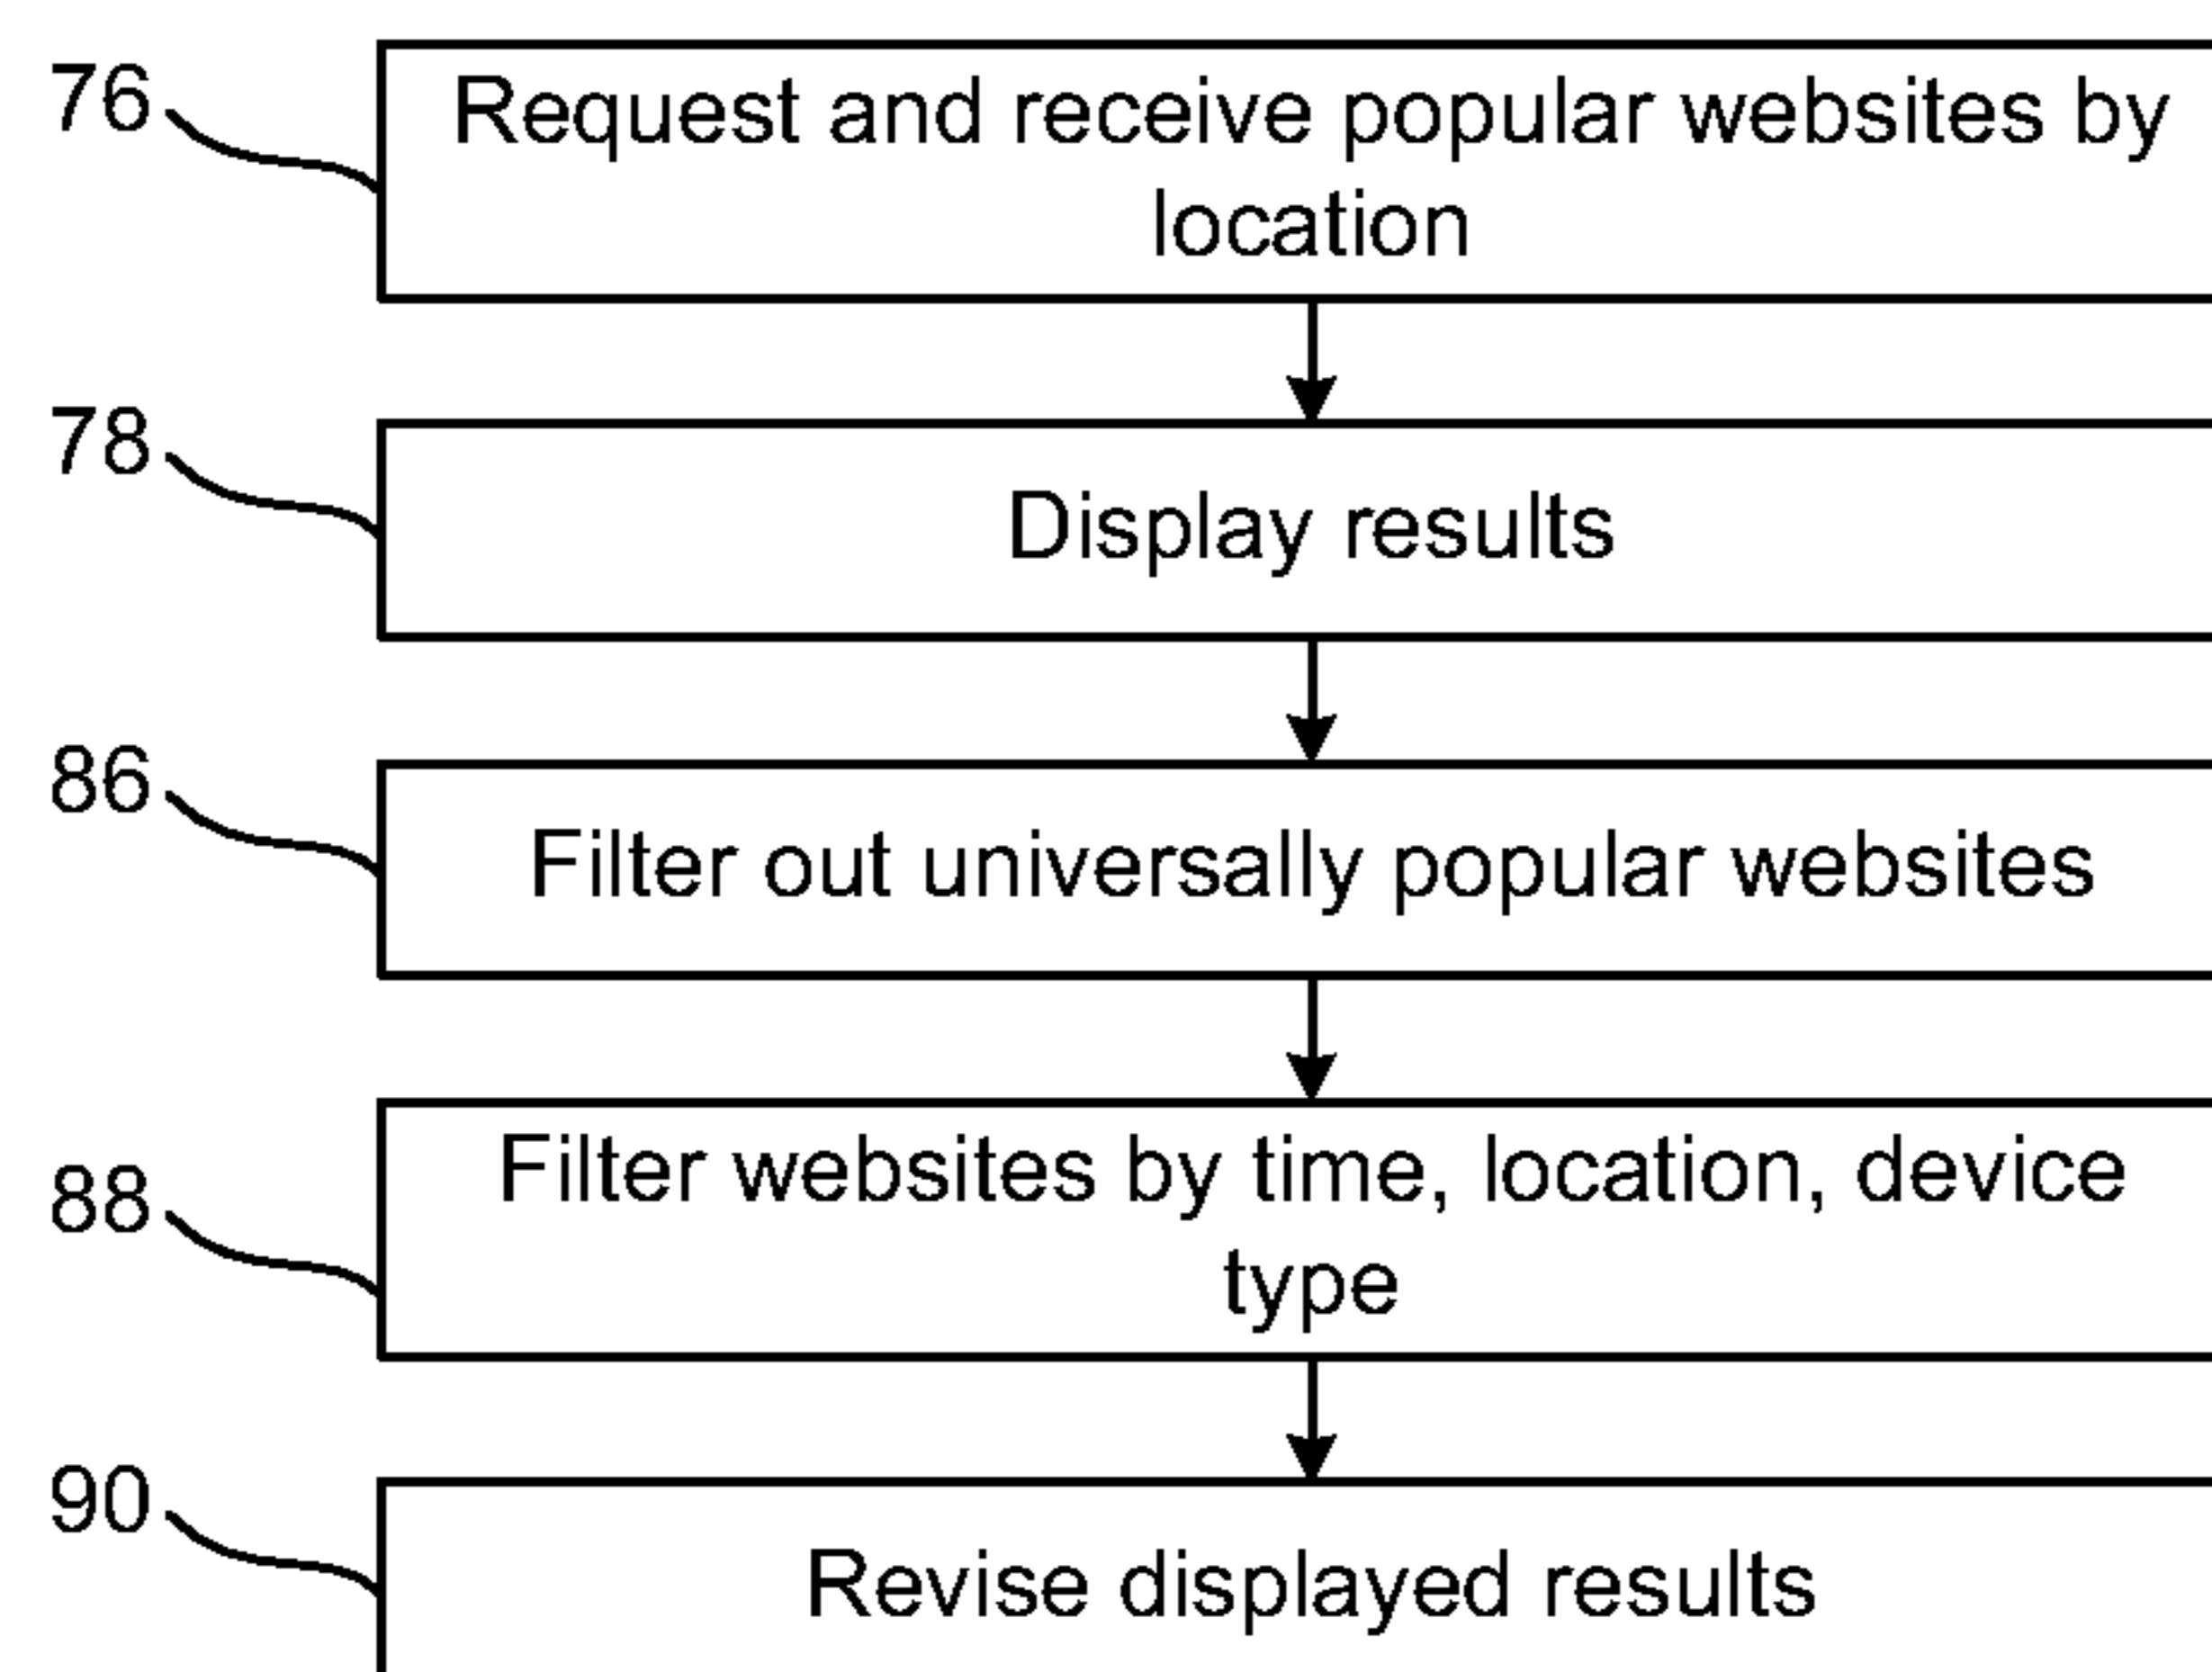 76
Request and receive popular websites by
location
78
Display results
86
Filter out universally popular websites
88
Filter websites by time, location, device
type
90
Revise displayed results